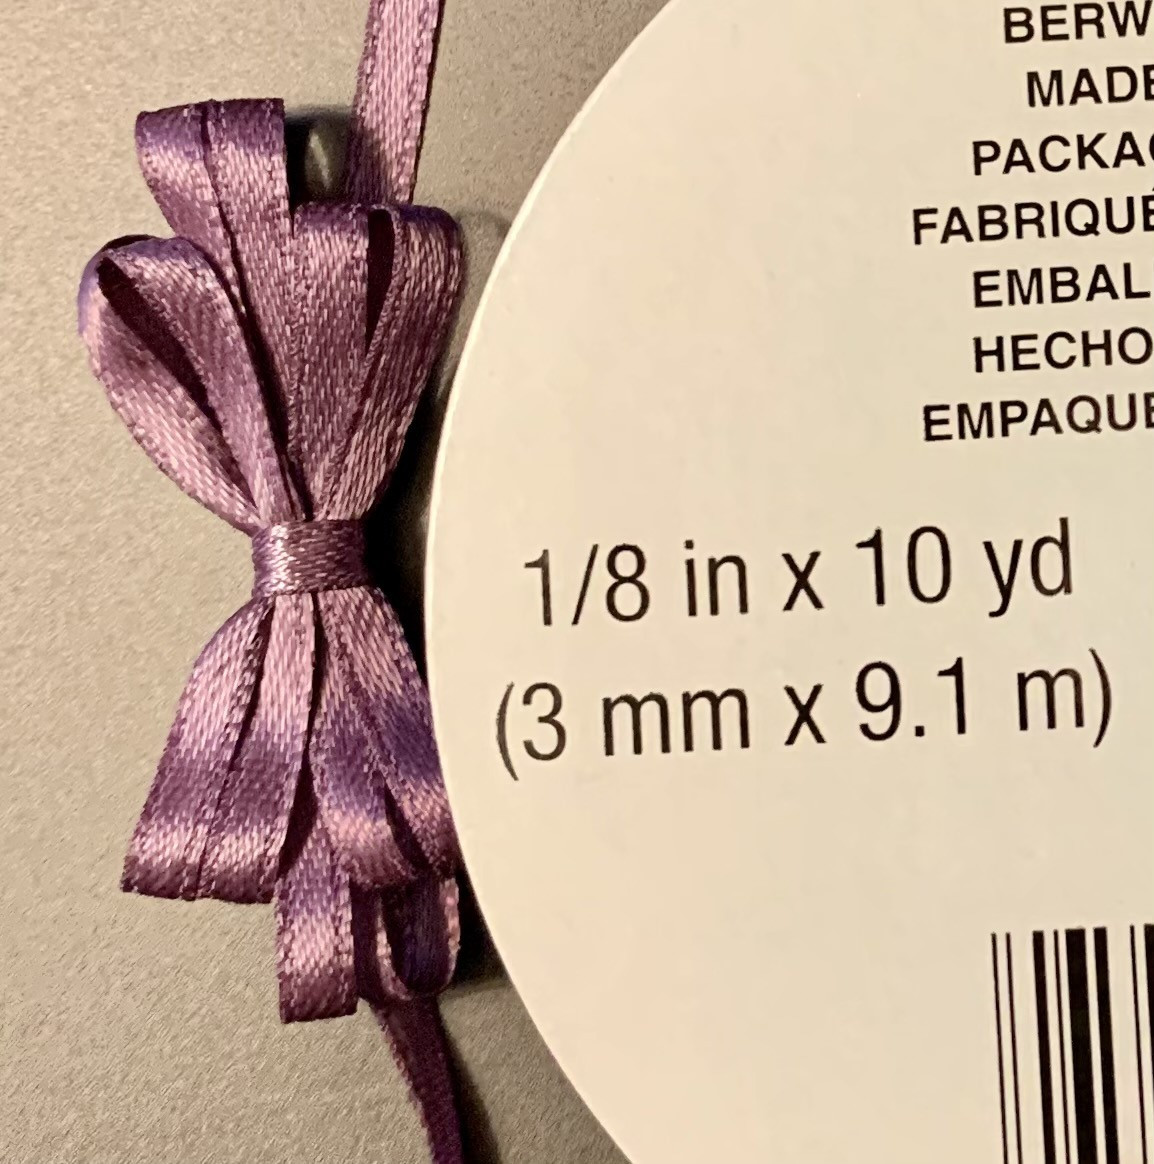 BERW
MADE
PACKAG
FABRIQUÉ
EMBAL
HECHO
EMPAQUE
1/8 in x 10 yd
(3 mm x 9.1 m)